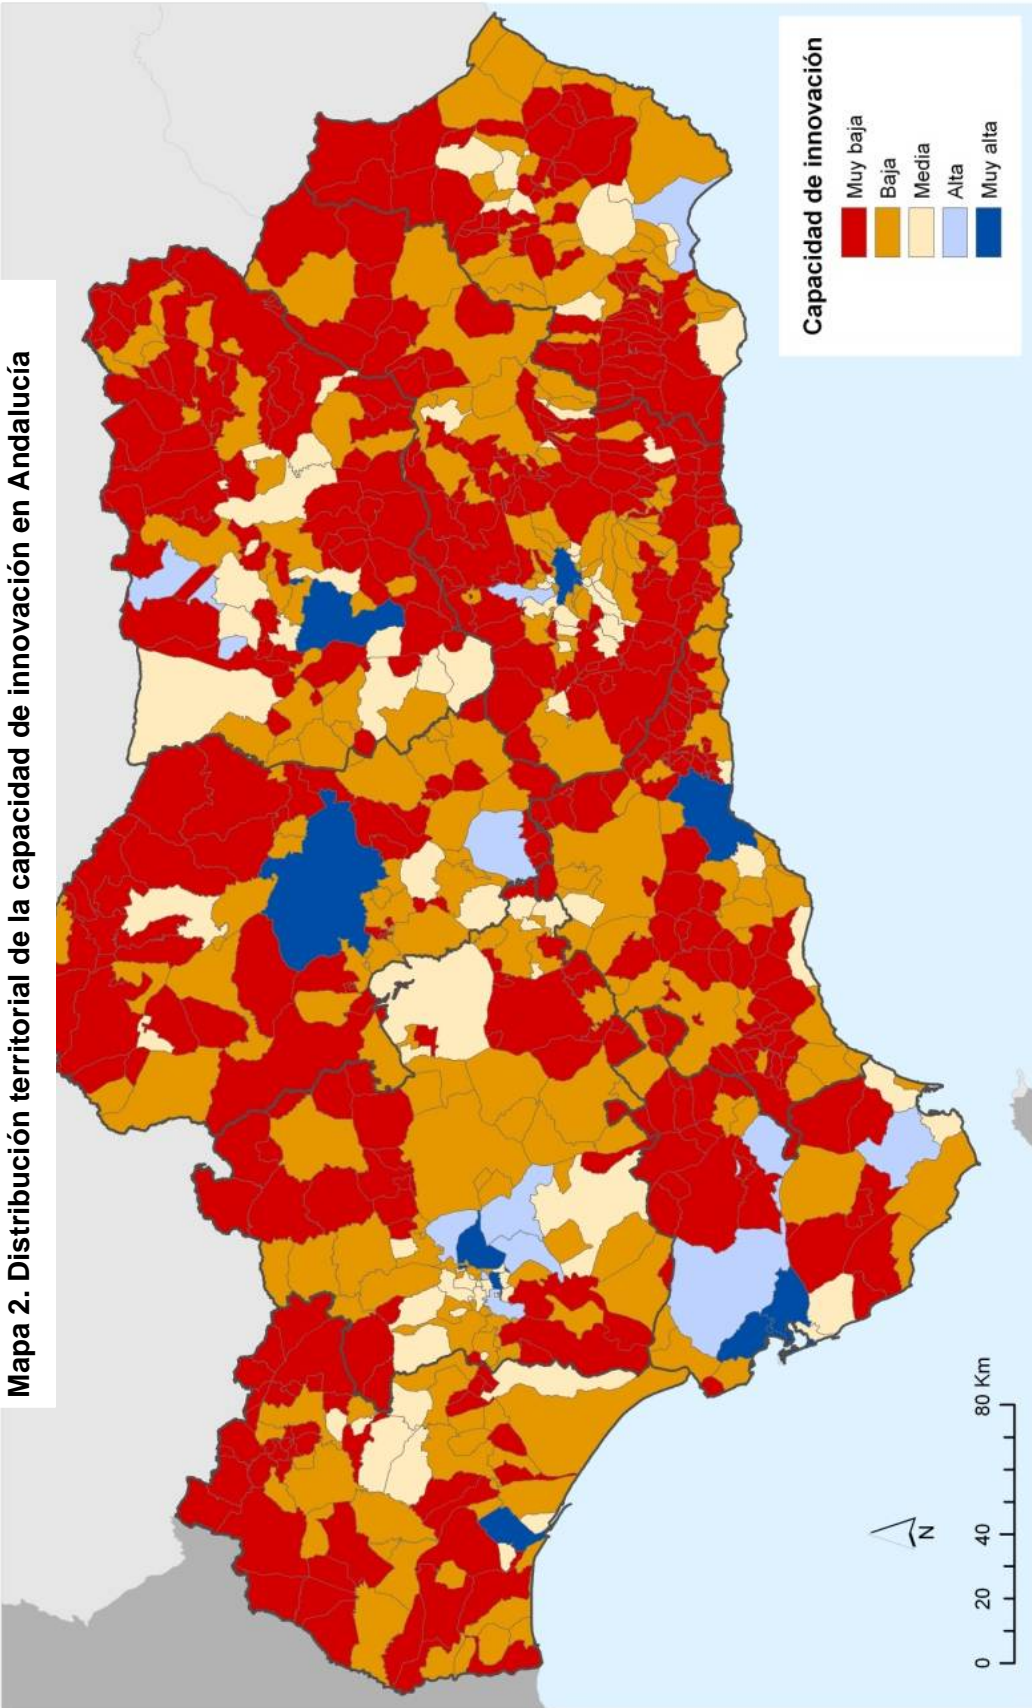 Mapa 2. Distribución territorial de la capacidad de innovación en Andalucía
Capacidad de innovación
Muy baja
Baja
Media
Alta
Muy alta
N
0 20 40 80 Km